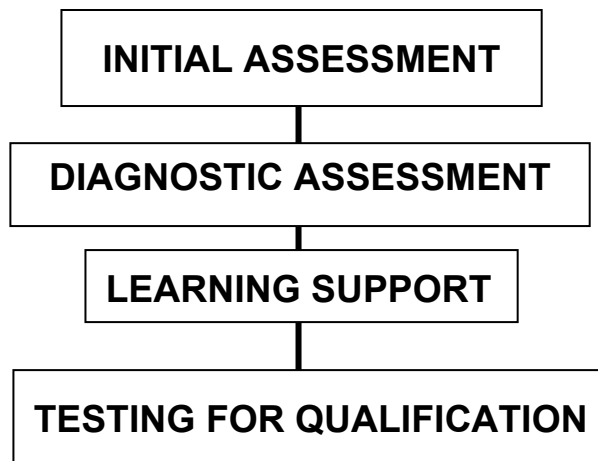 INITIAL ASSESSMENT
DIAGNOSTIC ASSESSMENT
LEARNING SUPPORT
TESTING FOR QUALIFICATION